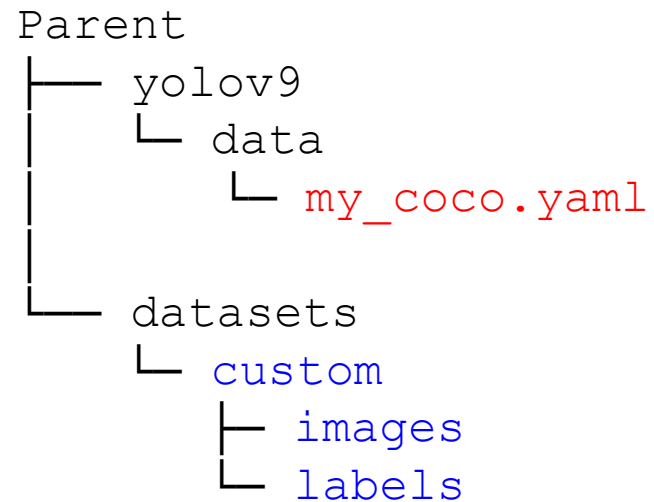 Parent
yolov9
data
my_coco.yaml
datasets
custom
images
labels